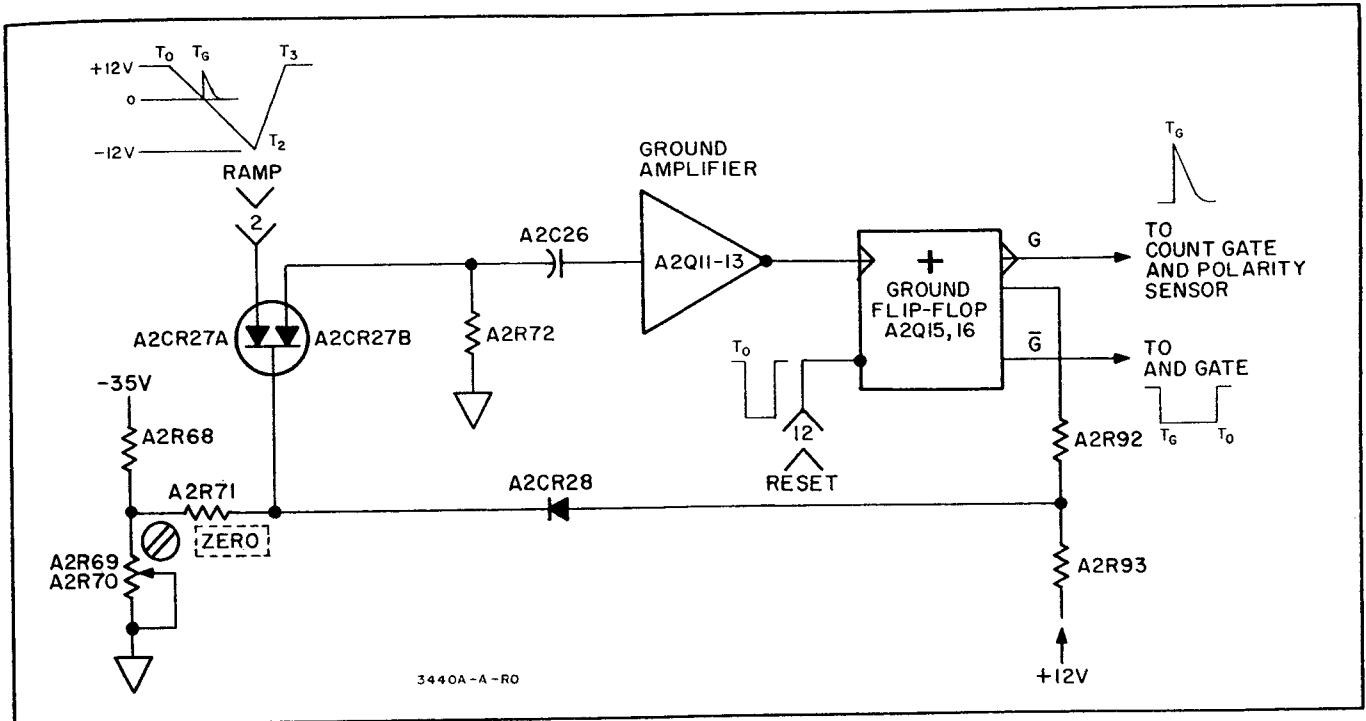 T0 TG T3
+12V
0
-12V
T2
RAMP
2
GROUND
AMPLIFIER
A2C26
A2Q11-13
+
GROUND
FLIP-FLOP
A2Q15,16
G
TG
TO
COUNT GATE
AND POLARITY
SENSOR
G̅
TO
AND GATE
TG T0
A2CR27A
A2CR27B
A2R72
T0
12
RESET
-35V
A2R68
A2R71
ZERO
A2CR28
A2R92
A2R69
A2R70
A2R93
+12V
3440A-A-RO